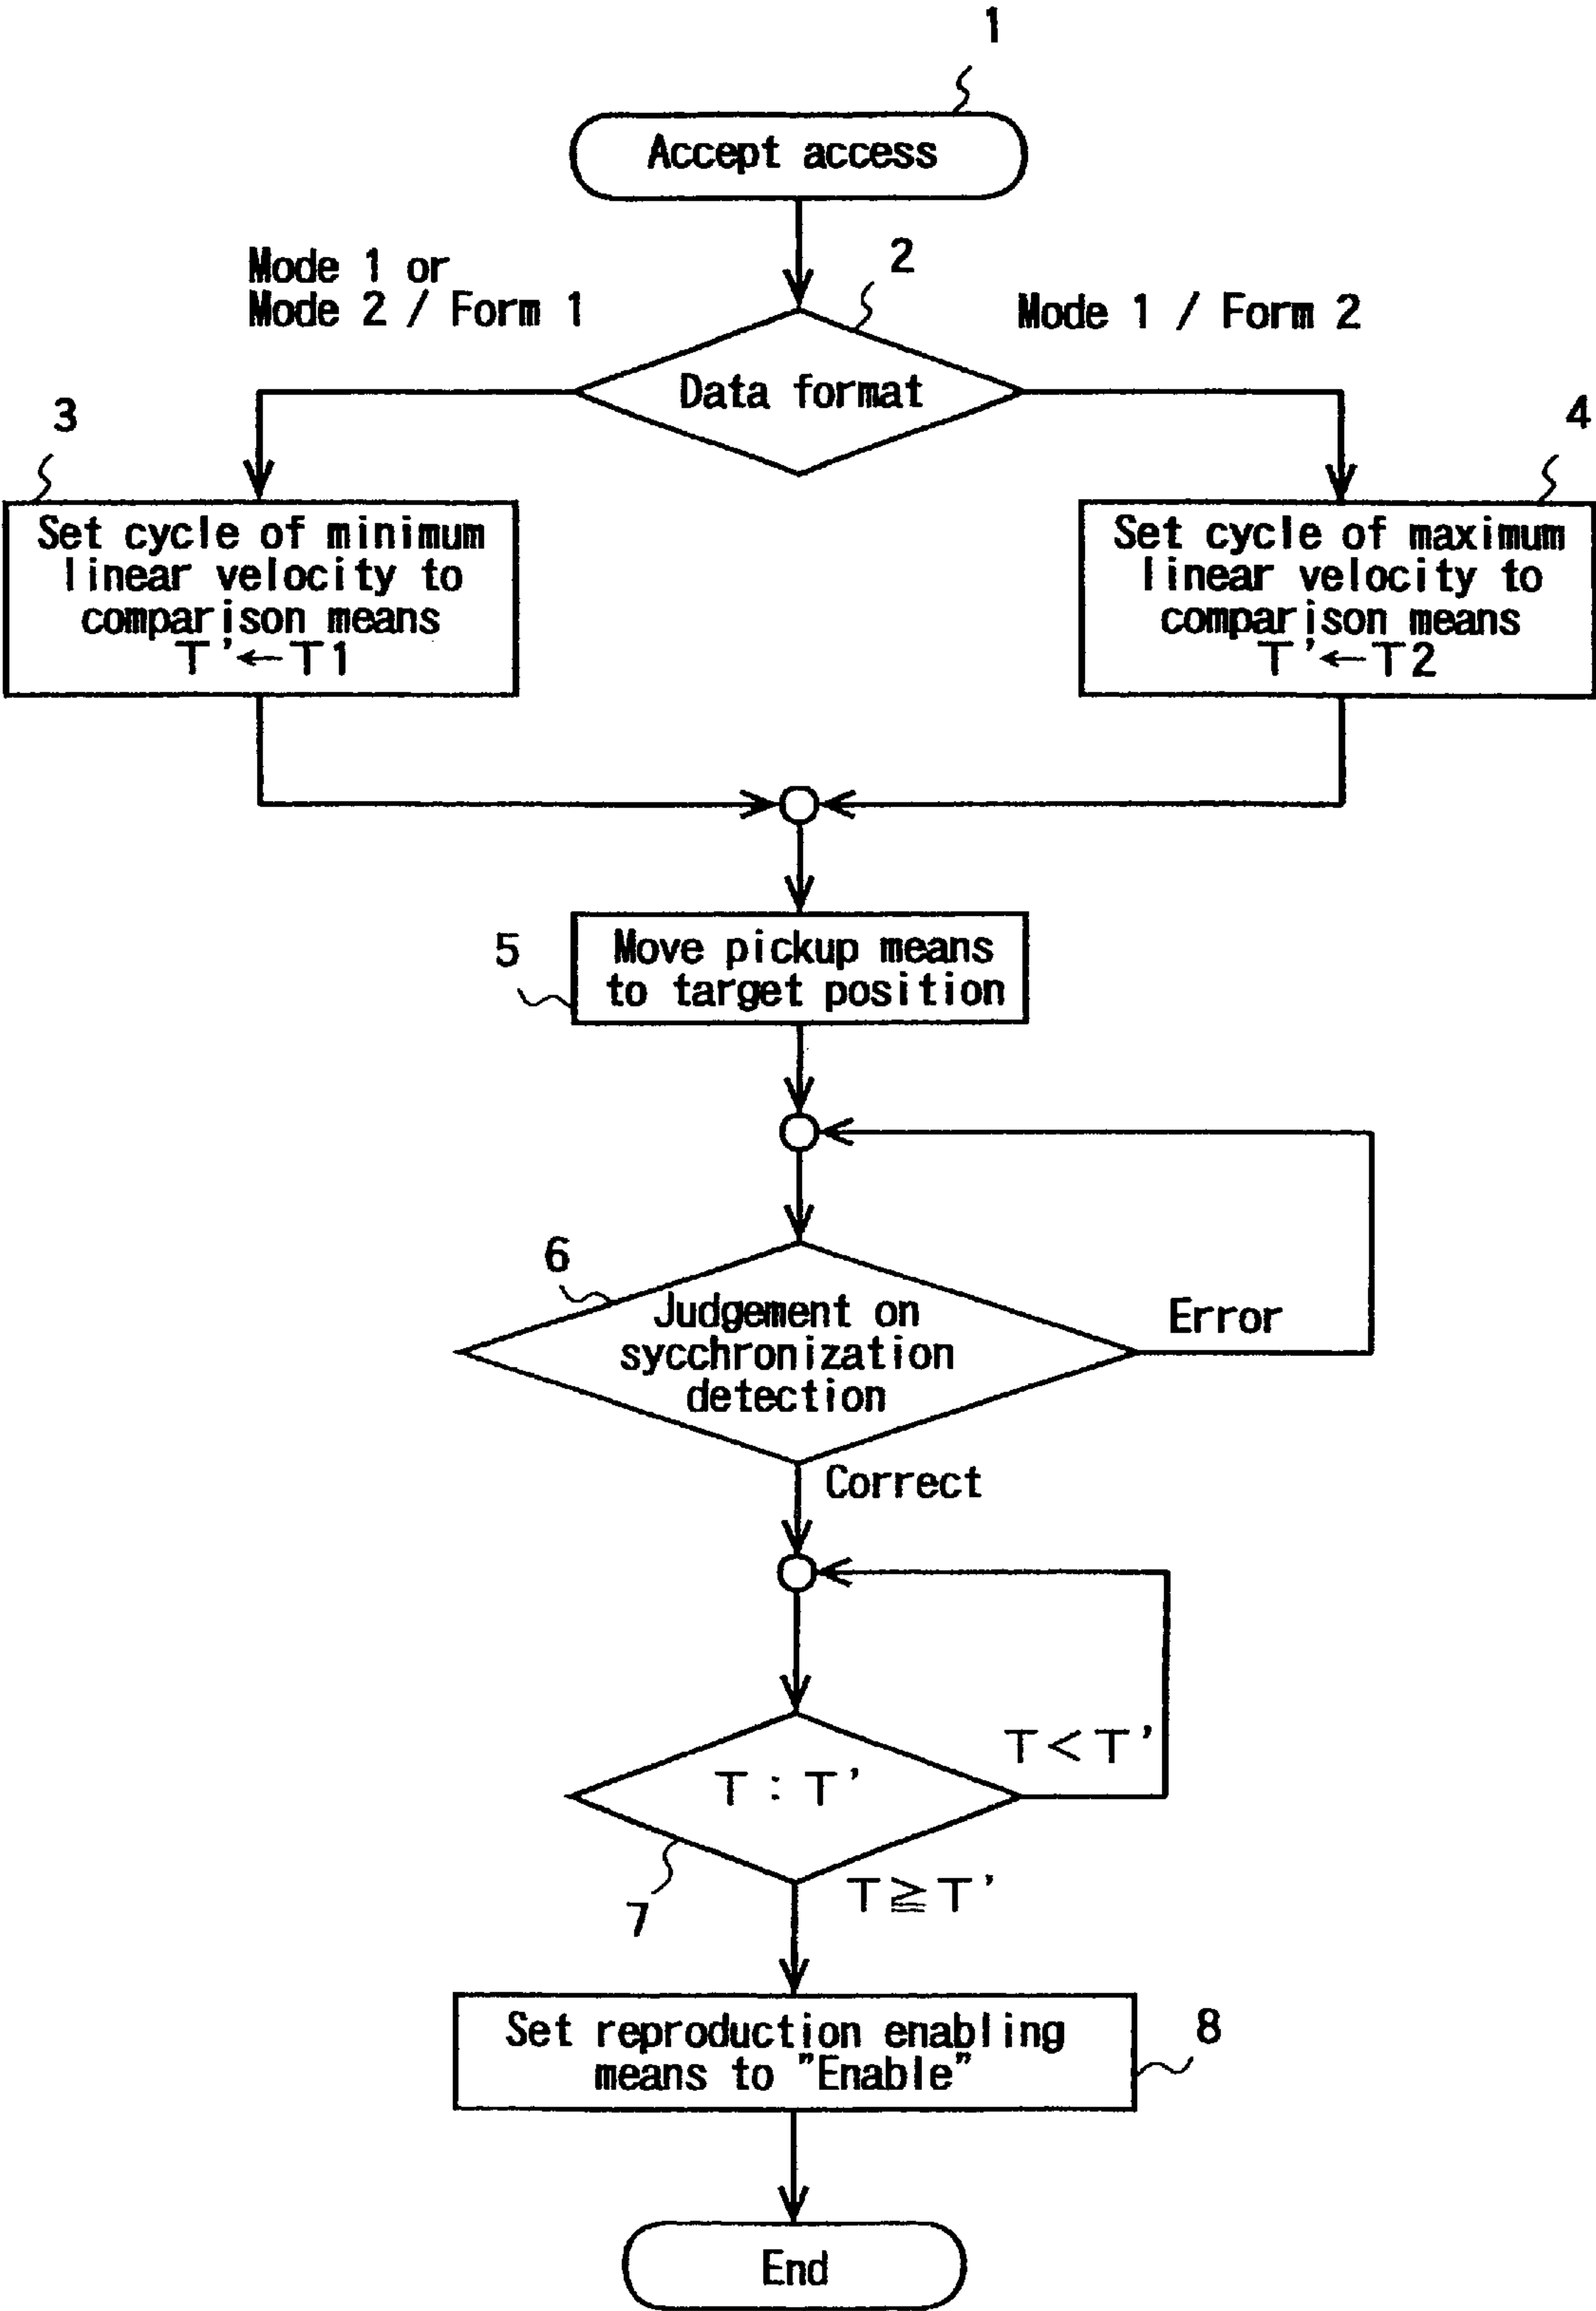 1
Accept access
Mode 1 or
Mode 2 / Form 1
2
Mode 1 / Form 2
Data format
3
4
Set cycle of minimum
linear velocity to
comparison means
T'←T1
Set cycle of maximum
linear velocity to
comparison means
T'←T2
5
Move pickup means
to target position
6
Judgement on
sycchronization
detection
Error
Correct
T<T'
T : T'
7
T≧T'
Set reproduction enabling
means to "Enable"
8
End